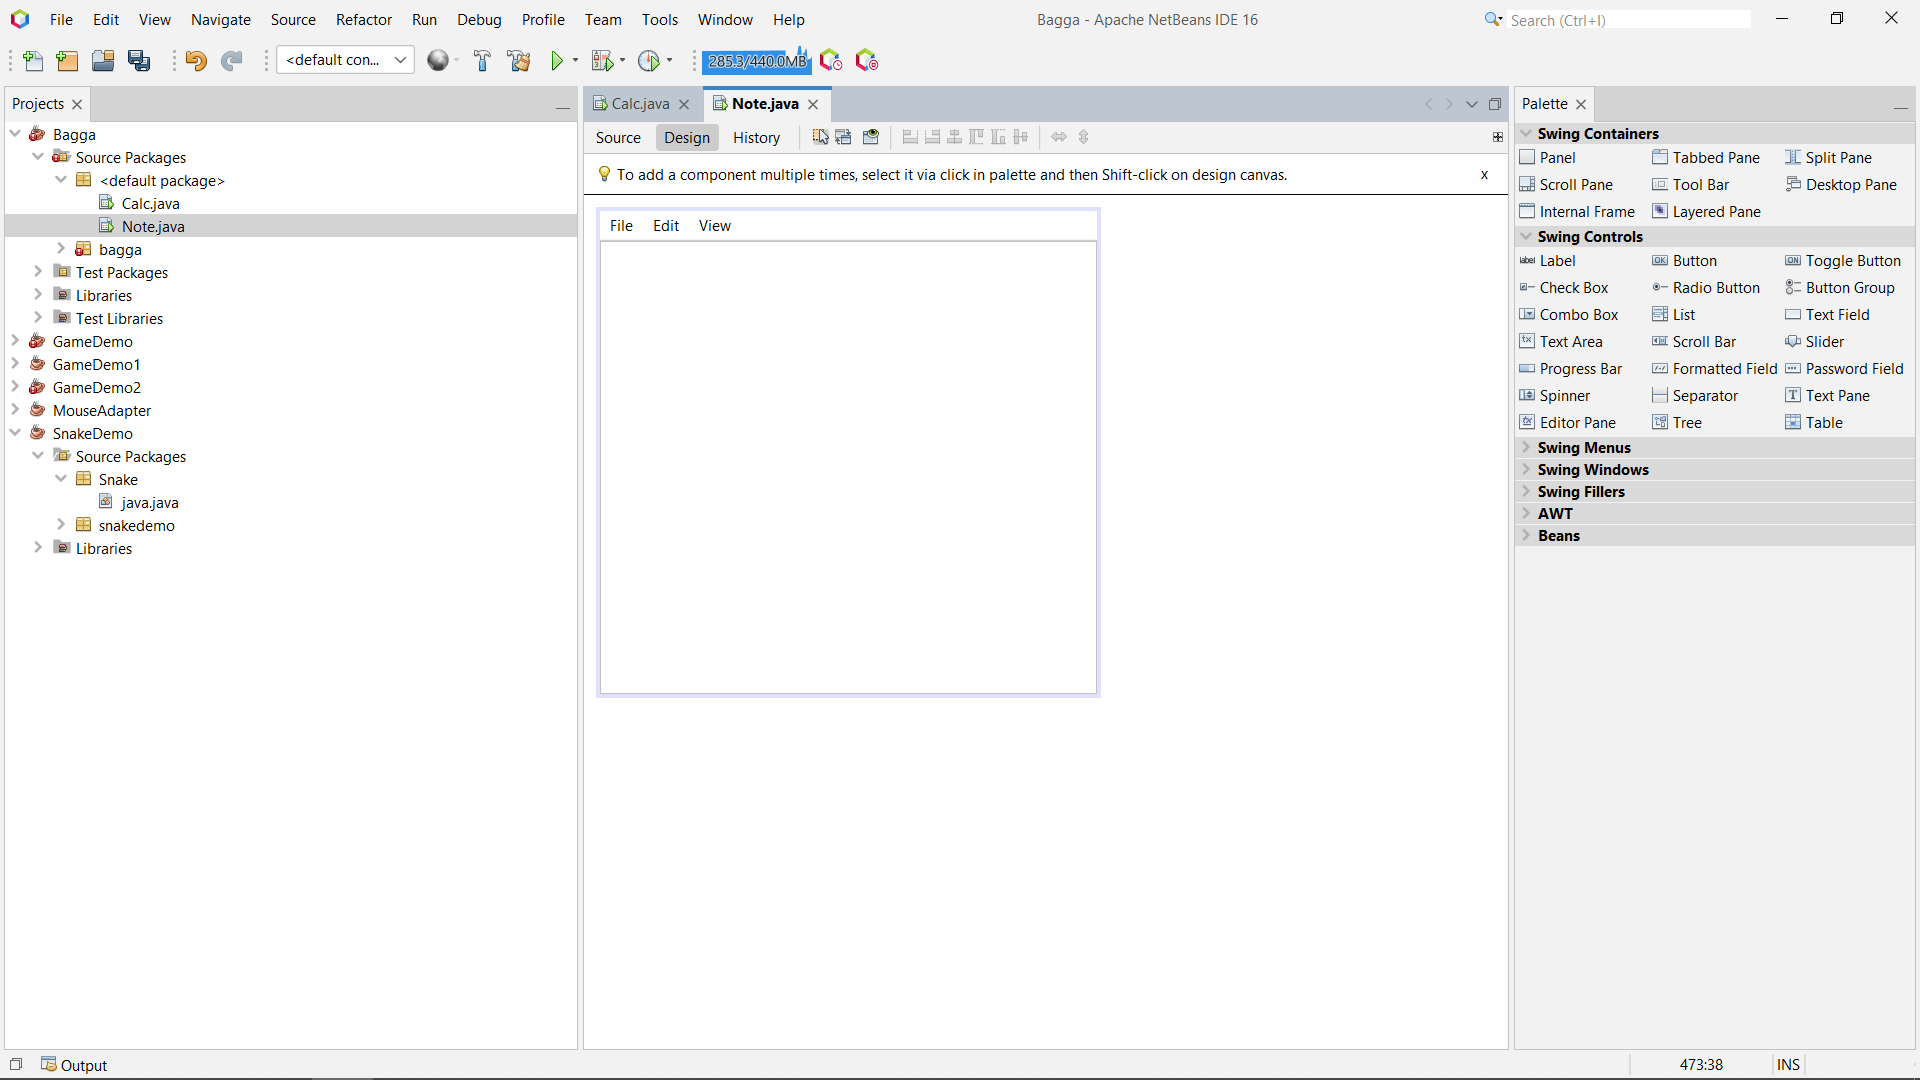 File Edit View Navigate Source Refactor Run Debug Profile Team Tools Window Help
Bagga - Apache NetBeans IDE 16
Search (Ctrl+I)
<default con...
285.3/440.0MB
Projects
Bagga
Source Packages
<default package>
Calc.java
Note.java
bagga
Test Packages
Libraries
Test Libraries
GameDemo
GameDemo1
GameDemo2
MouseAdapter
SnakeDemo
Source Packages
Snake
java.java
snakedemo
Libraries
Calc.java Note.java
Source Design History
To add a component multiple times, select it via click in palette and then Shift-click on design canvas. x
File Edit View
Palette
Swing Containers
Panel Tabbed Pane Split Pane
Scroll Pane Tool Bar Desktop Pane
Internal Frame Layered Pane
Swing Controls
label Label OK Button ON Toggle Button
Check Box Radio Button Button Group
Combo Box List Text Field
Text Area Scroll Bar Slider
Progress Bar Formatted Field Password Field
Spinner Separator Text Pane
Editor Pane Tree Table
Swing Menus
Swing Windows
Swing Fillers
AWT
Beans
Output
473:38 INS